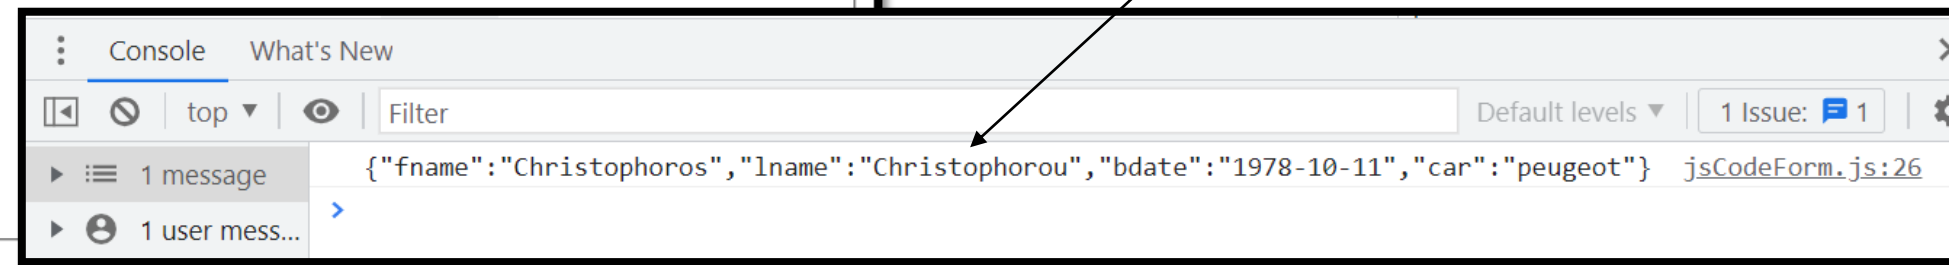 Console What's New
top Filter Default levels 1 Issue: 1
1 message {"fname":"Christophoros","lname":"Christophorou","bdate":"1978-10-11","car":"peugeot"} jsCodeForm.js:26
>
1 user mess...